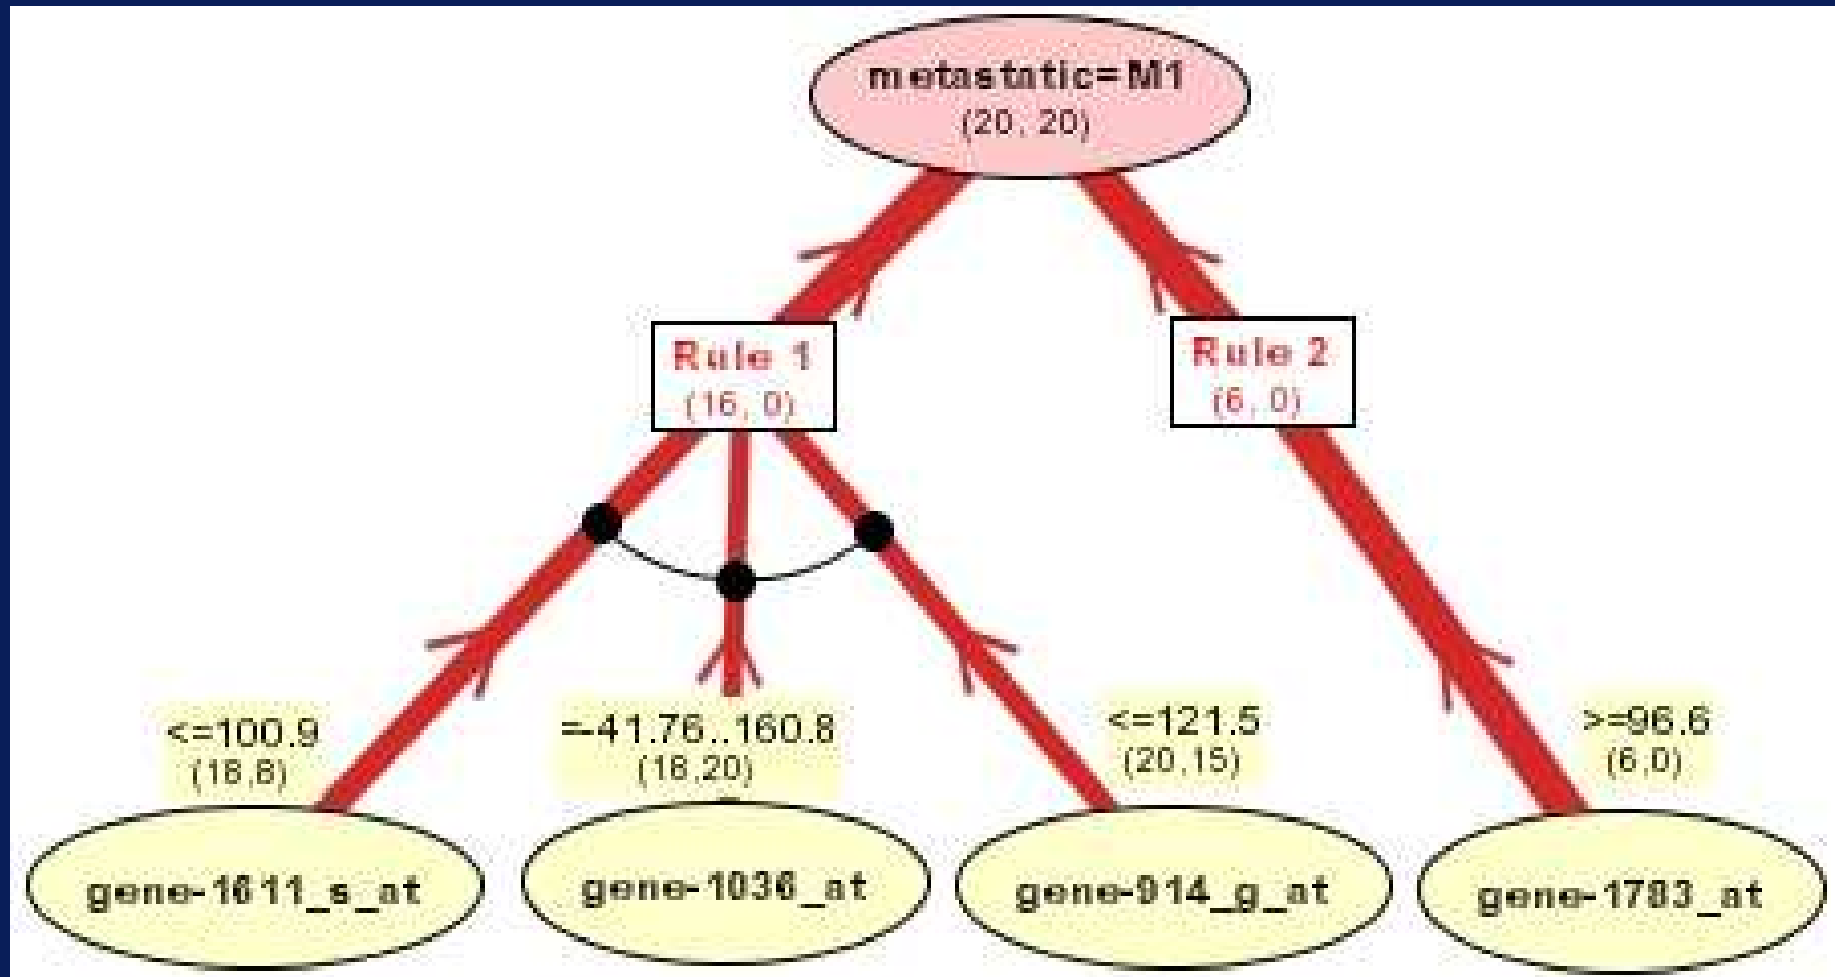 metastatic=M1
(20, 20)
Rule 1
(16, 0)
Rule 2
(6, 0)
<=100.9
(18,8)
=-41.76..160.8
(18,20)
<=121.5
(20,15)
>=96.6
(6,0)
gene-1611_s_at
gene-1036_at
gene-914_g_at
gene-1783_at